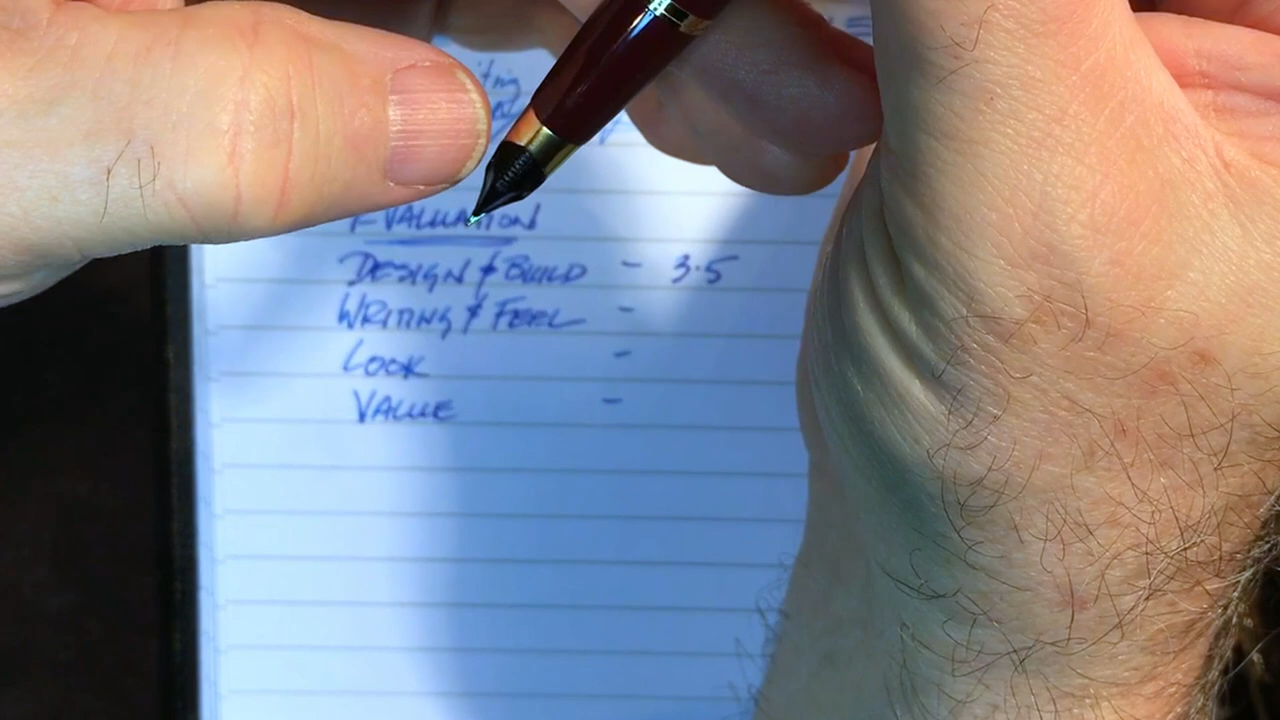 EVALUATION
DESIGN & BUILD - 3.5
WRITING & FEEL -
LOOK -
VALUE -